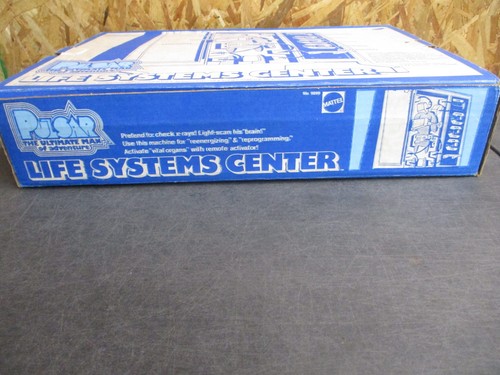 LIFE SYSTEMS CENTER
PULSAR
THE ULTIMATE MAN
of adventure
Pretend to check x-rays! Light-scan his "brain!"
Use this machine for "reenergizing" & "reprogramming."
Activate "vital organs" with remote activator!
LIFE SYSTEMS CENTER™
MATTEL